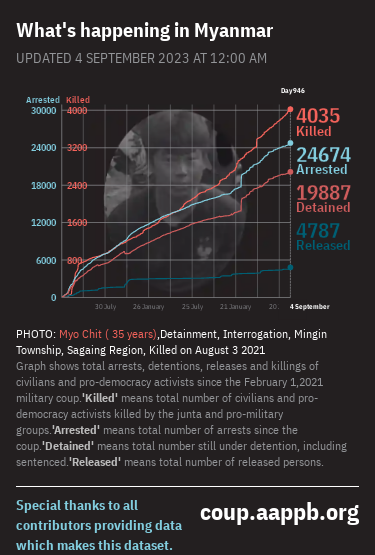 What's happening in Myanmar
UPDATED 4 SEPTEMBER 2023 AT 12:00 AM
Day946
Arrested Killed
30000 4000
24000 3200
18000 2400
12000 1600
6000 800
0
4035
Killed
24674
Arrested
19887
Detained
4787
Released
30 July 26 January 25 July 21 January 20. 4 September
PHOTO: Myo Chit ( 35 years),Detainment, Interrogation, Mingin
Township, Sagaing Region, Killed on August 3 2021
Graph shows total arrests, detentions, releases and killings of
civilians and pro-democracy activists since the February 1,2021
military coup.'Killed' means total number of civilians and pro-
democracy activists killed by the junta and pro-military
groups.'Arrested' means total number of arrests since the
coup.'Detained' means total number still under detention, including
sentenced.'Released' means total number of released persons.
Special thanks to all
contributors providing data
which makes this dataset.
coup.aappb.org